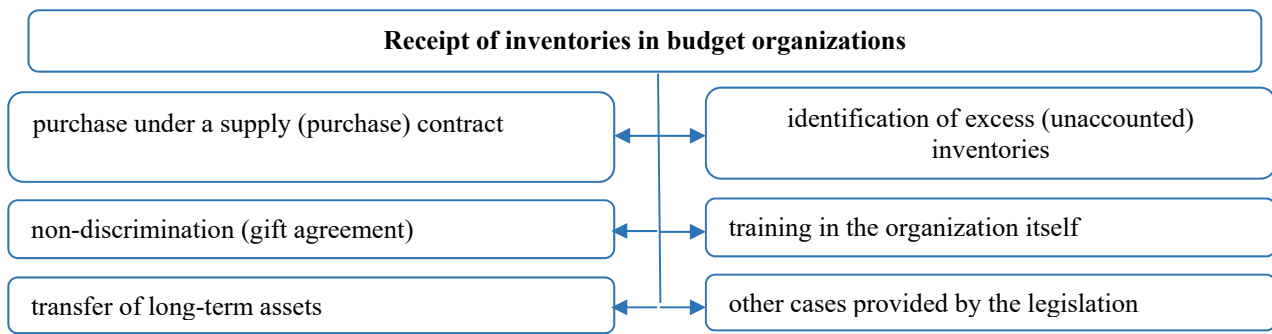 Receipt of inventories in budget organizations
purchase under a supply (purchase) contract
identification of excess (unaccounted)
inventories
non-discrimination (gift agreement)
training in the organization itself
transfer of long-term assets
other cases provided by the legislation